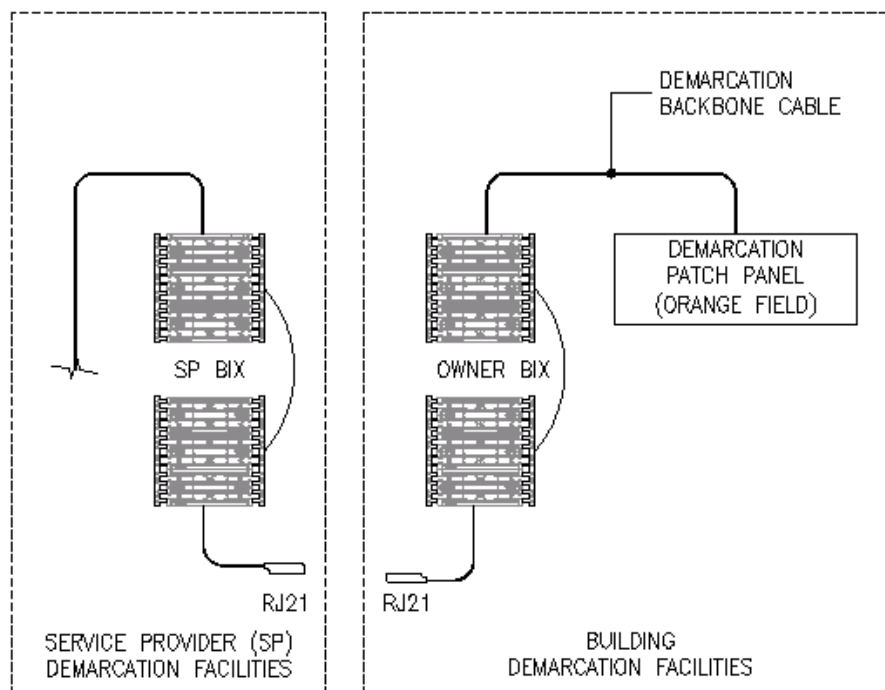 DEMARCATION
BACKBONE CABLE
DEMARCATION
PATCH PANEL
(ORANGE FIELD)
SP BIX
OWNER BIX
RJ21
RJ21
SERVICE PROVIDER (SP)
DEMARCATION FACILITIES
BUILDING
DEMARCATION FACILITIES